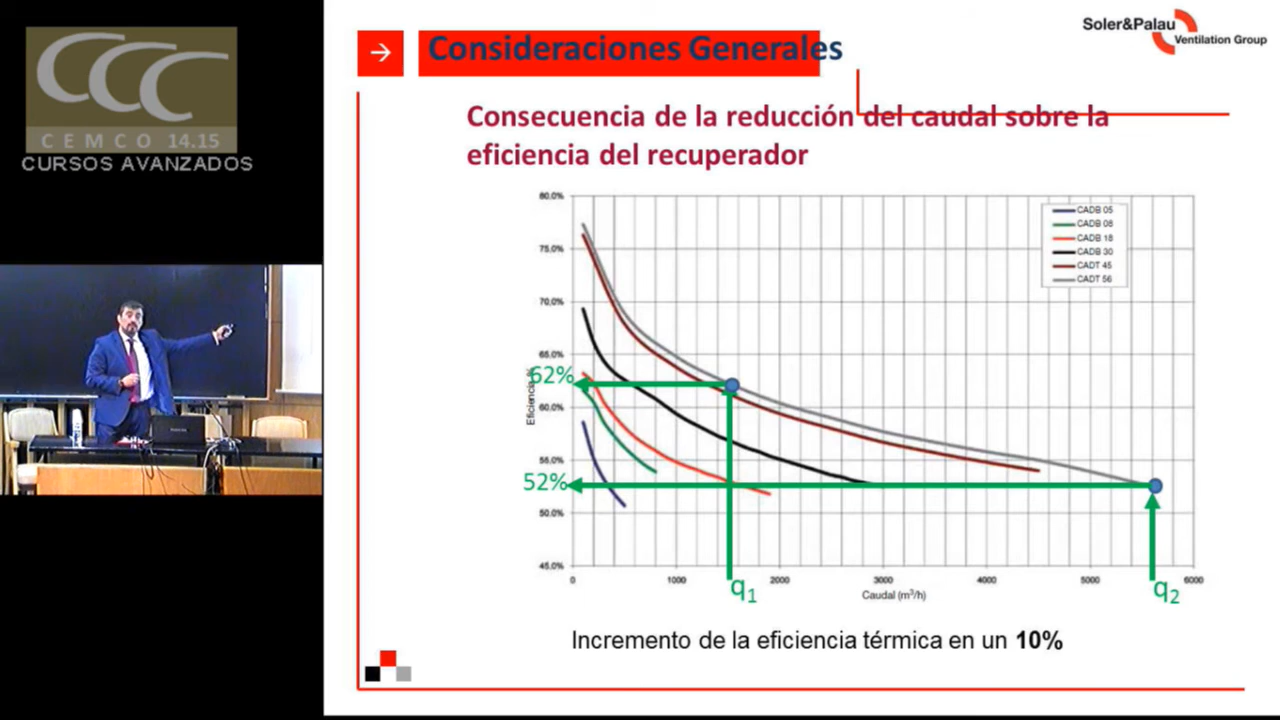 CCC
CEMCO 14.15
CURSOS AVANZADOS
Consideraciones Generales
Soler&Palau
Ventilation Group
Consecuencia de la reducción del caudal sobre la
eficiencia del recuperador
80,0%
75,0%
70,0%
65,0%
60,0%
55,0%
50,0%
45,0%
Eficiencia %
62%
52%
CADB 05
CADB 08
CADB 18
CADB 30
CADT 45
CADT 56
0 1000 2000 3000 4000 5000 6000
q1
q2
Caudal (m³/h)
Incremento de la eficiencia térmica en un 10%